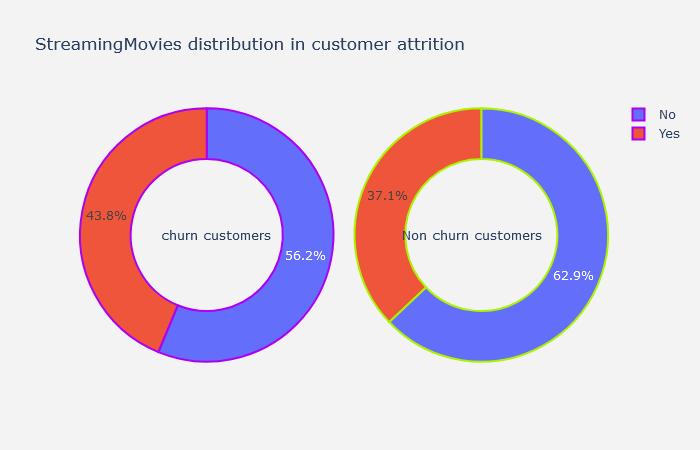 StreamingMovies distribution in customer attrition
No
Yes
43.8%
churn customers
56.2%
37.1%
Non churn customers
62.9%